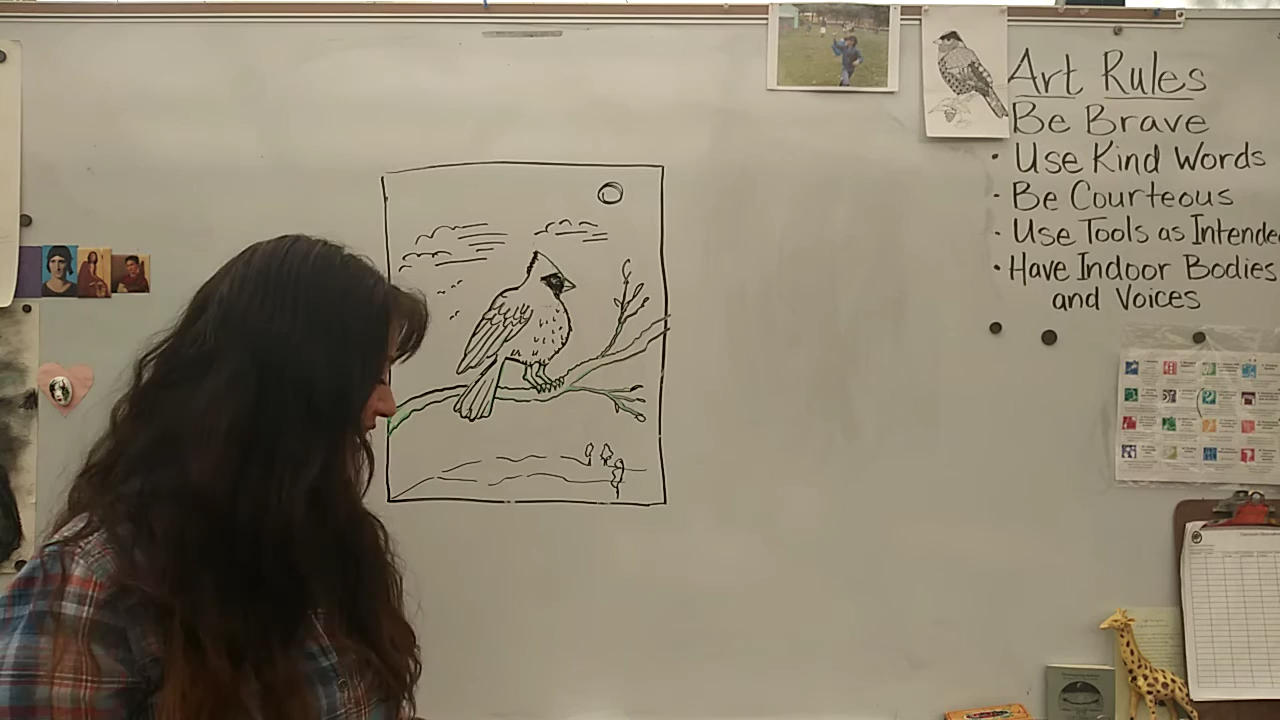 Art Rules
Be Brave
· Use Kind Words
· Be Courteous
· Use Tools as Intende
· Have Indoor Bodies
and Voices